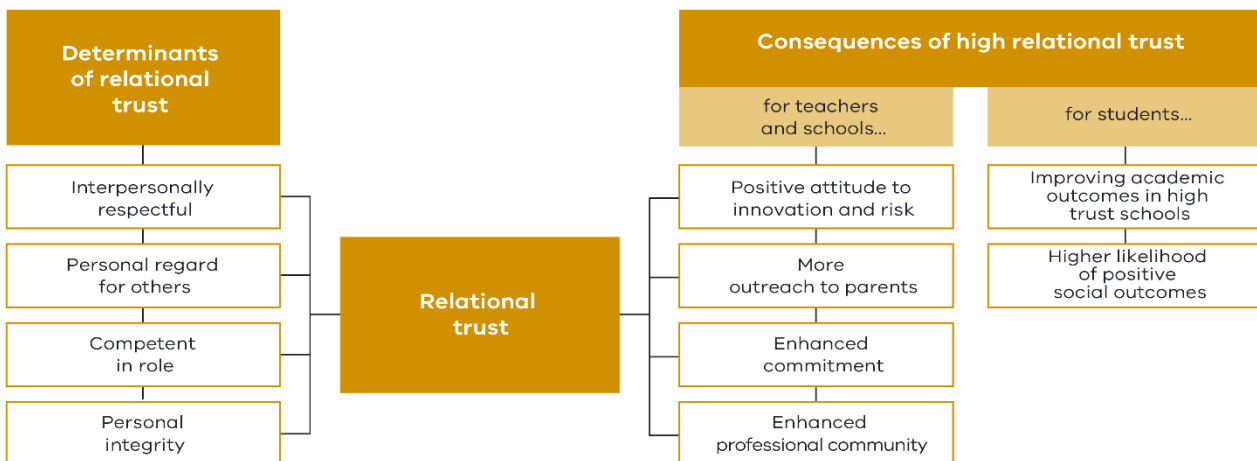 Determinants
of relational
trust
Interpersonally
respectful
Personal regard
for others
Competent
in role
Personal
integrity
Relational
trust
Consequences of high relational trust
for teachers
and schools...
Positive attitude to
innovation and risk
More
outreach to parents
Enhanced
commitment
Enhanced
professional community
for students...
Improving academic
outcomes in high
trust schools
Higher likelihood
of positive
social outcomes